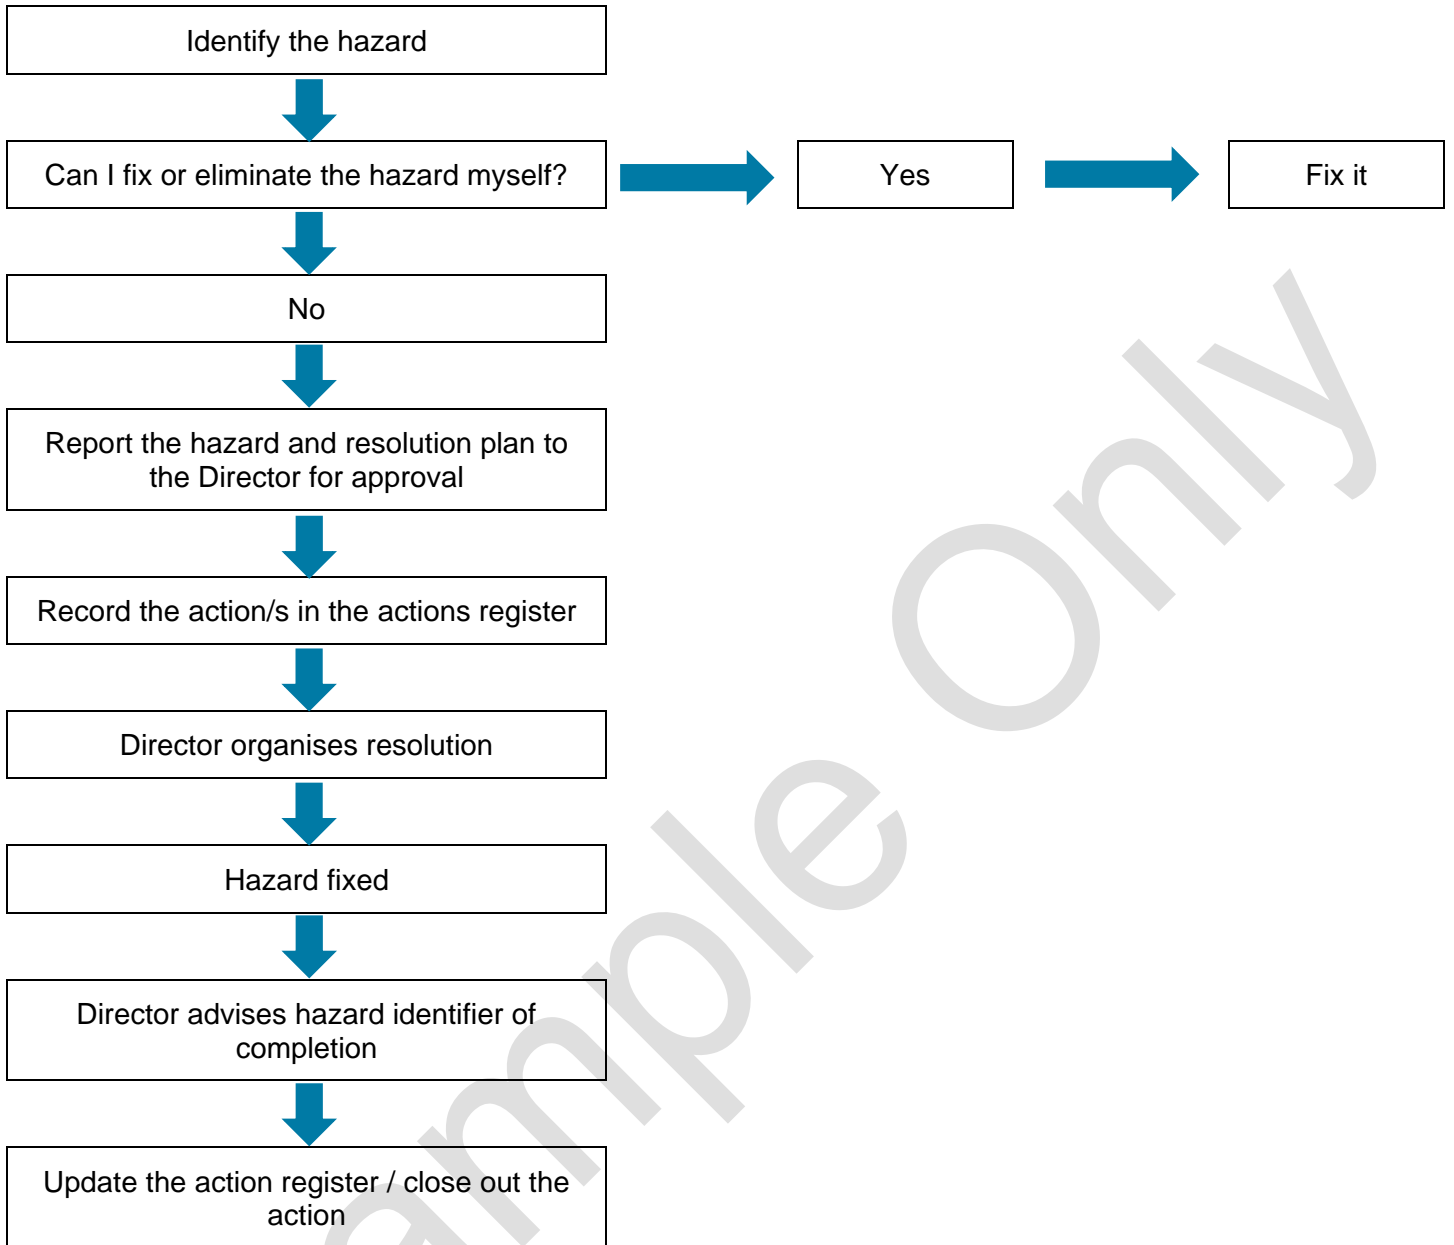 Identify the hazard
Can I fix or eliminate the hazard myself?
Yes
Fix it
No
Report the hazard and resolution plan to
the Director for approval
Record the action/s in the actions register
Director organises resolution
Hazard fixed
Director advises hazard identifier of
completion
Update the action register / close out the
action
ample Only